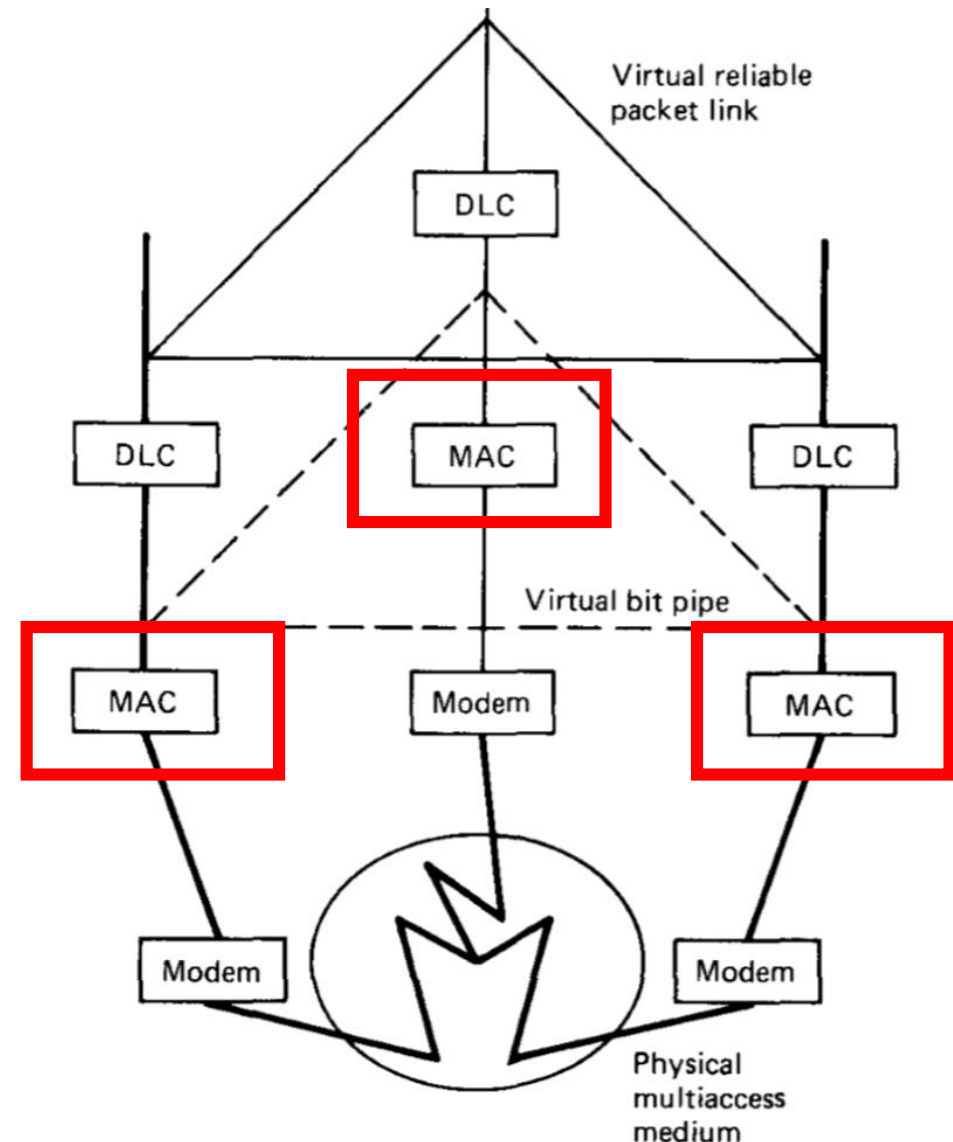 Virtual reliable
packet link
DLC
DLC
MAC
DLC
Virtual bit pipe
MAC
Modem
MAC
Modem
Modem
Physical
multiaccess
medium